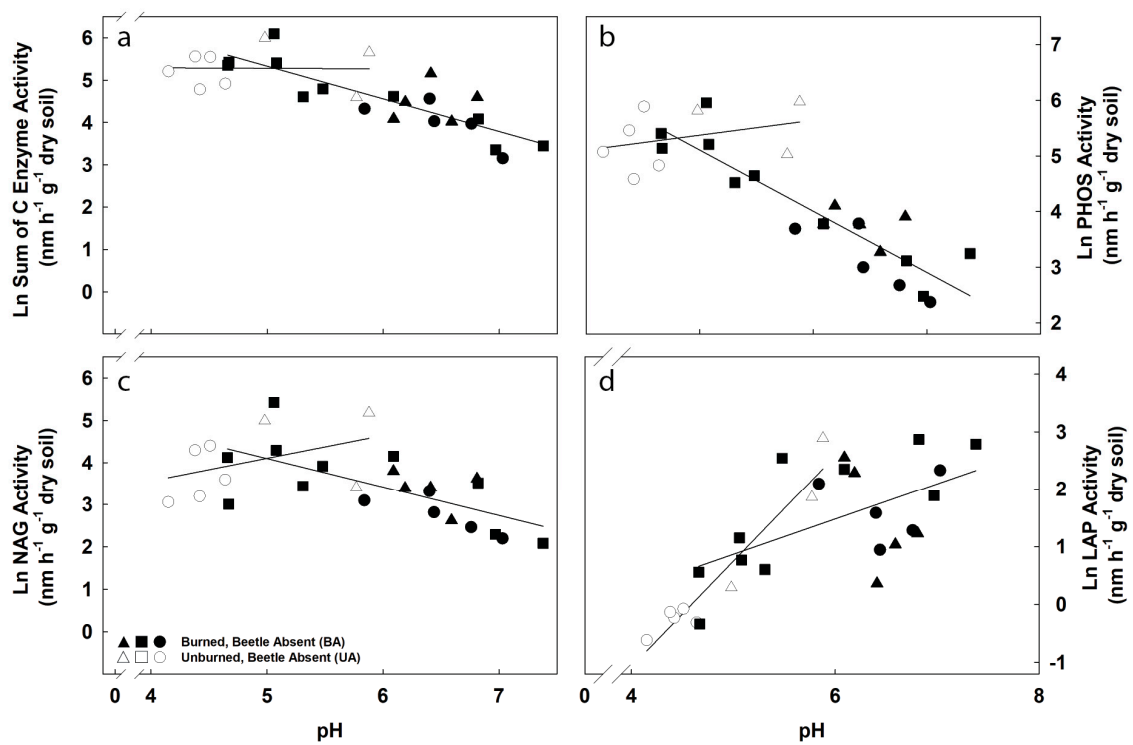 a
6
5
4
3
2
1
0
Ln Sum of C Enzyme Activity
(nm h-1 g-1 dry soil)
b
7
6
5
4
3
2
Ln PHOS Activity
(nm h-1 g-1 dry soil)
c
6
5
4
3
2
1
0
Ln NAG Activity
(nm h-1 g-1 dry soil)
Burned, Beetle Absent (BA)
Unburned, Beetle Absent (UA)
0 4 5 6 7
pH
d
4
3
2
1
0
-1
Ln LAP Activity
(nm h-1 g-1 dry soil)
0 4 6 8
pH